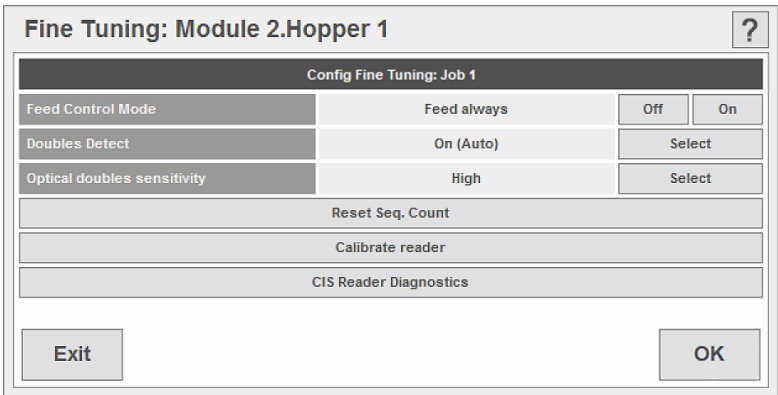 Fine Tuning: Module 2.Hopper 1 ?
Config Fine Tuning: Job 1
Feed Control Mode Feed always Off On
Doubles Detect On (Auto) Select
Optical doubles sensitivity High Select
Reset Seq. Count
Calibrate reader
CIS Reader Diagnostics
Exit OK